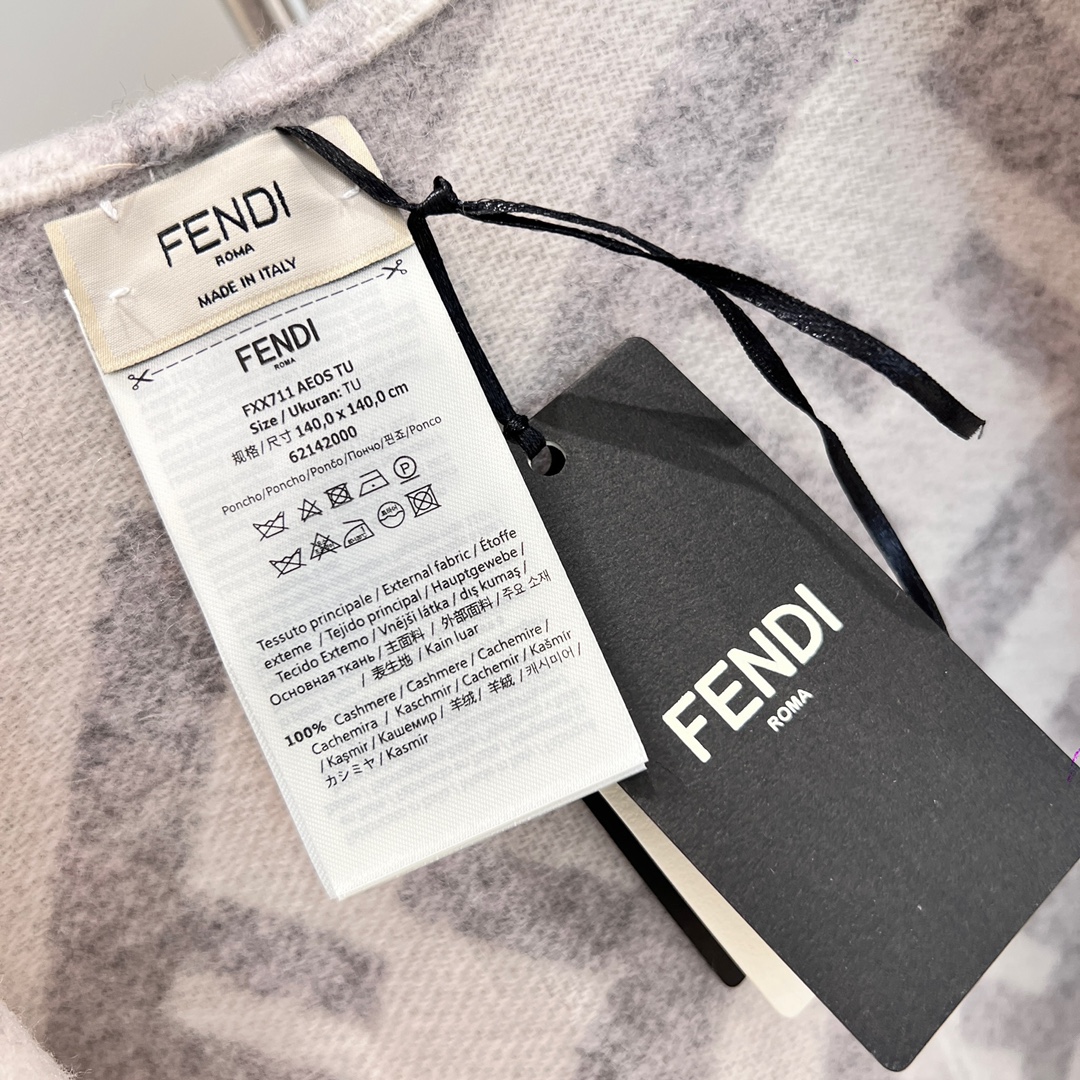 FENDI
ROMA
MADE IN ITALY
FENDI
ROMA
FXX711 AEOS TU
Size / Ukuran: TU
规格/尺寸 140,0 x 140,0 cm
62142000
Poncho/Poncho/Pončo/Пончо/판쵸/Ponco
P
Tessuto principale / External fabric / Étoffe
externe / Tejido principal / Hauptgewebe /
Tecido Externo / Vnější látka / dış kumaş /
Основная ткань / 主面料 / 外部面料 / 주요 소재
/ 表生地 / Kain luar
100% Cashmere / Cashmere / Cachemire /
Cachemira / Kaschmir / Cachemir / Kašmír
/ Kaşmir / Кашемир / 羊绒 / 羊絨 / 캐시미어 /
カシミヤ / Kasmir
FENDI
ROMA